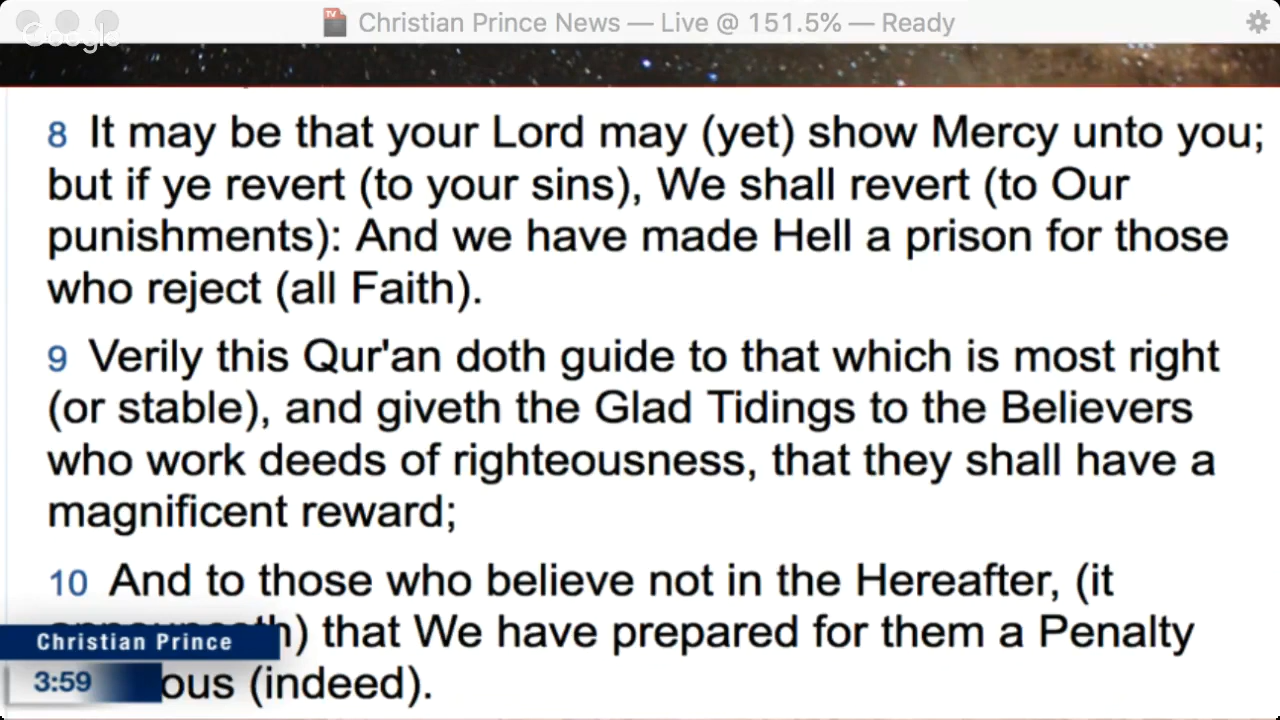 Christian Prince News — Live @ 151.5% — Ready
Google
8 It may be that your Lord may (yet) show Mercy unto you;
but if ye revert (to your sins), We shall revert (to Our
punishments): And we have made Hell a prison for those
who reject (all Faith).
9 Verily this Qur'an doth guide to that which is most right
(or stable), and giveth the Glad Tidings to the Believers
who work deeds of righteousness, that they shall have a
magnificent reward;
10 And to those who believe not in the Hereafter, (it
that We have prepared for them a Penalty
(indeed).
Christian Prince
3:59